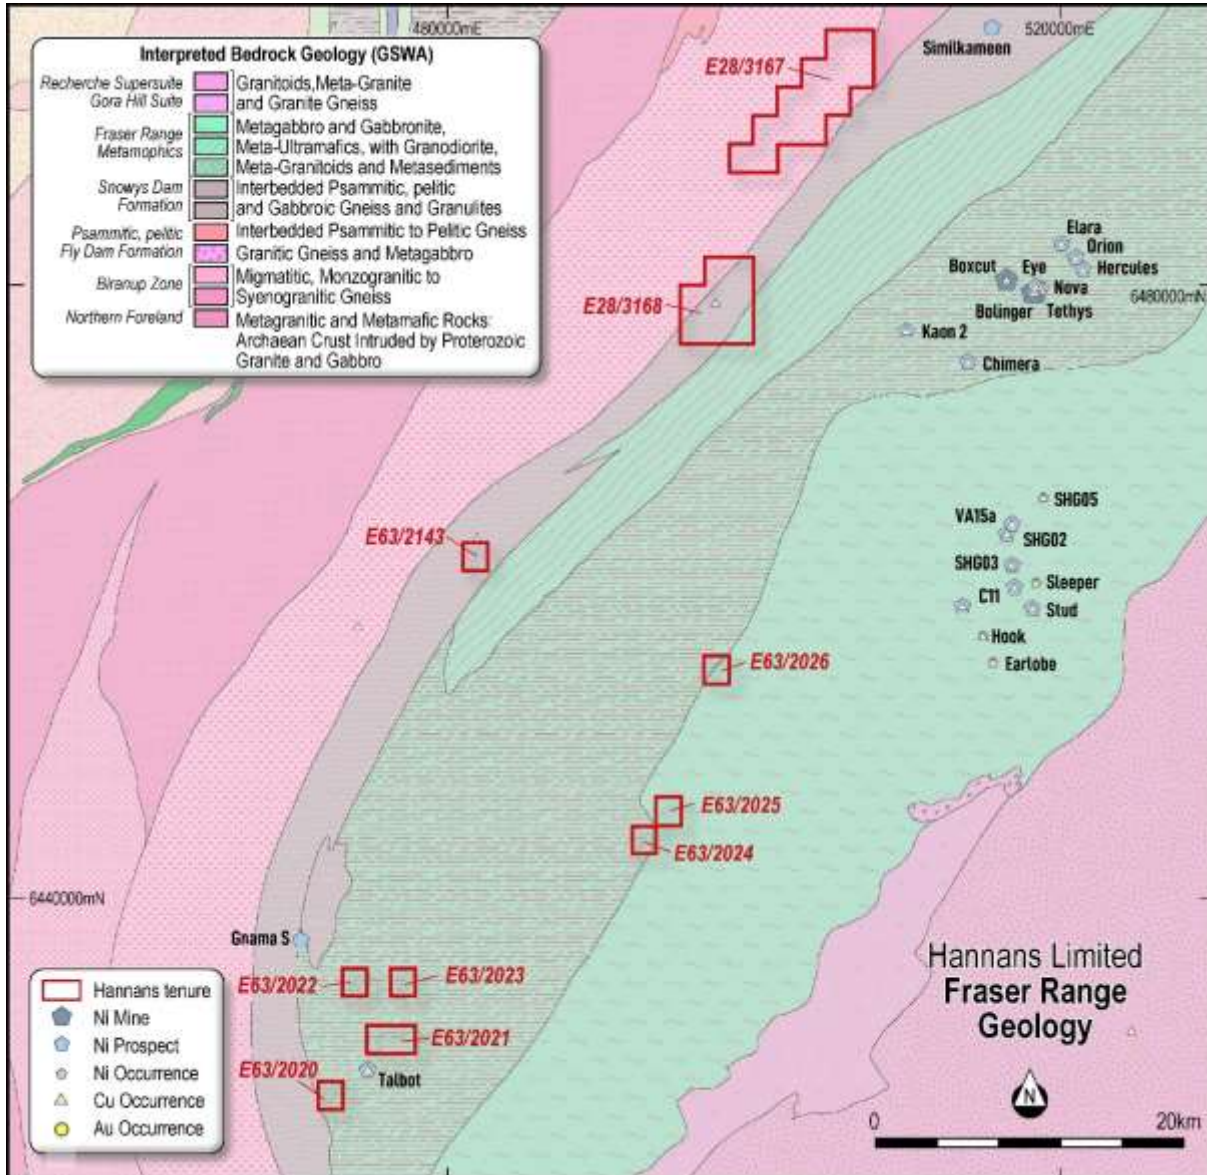 480000mE
520000mE
Similkameen
E28/3167
Interpreted Bedrock Geology (GSWA)
Recherche Supersuite
Gora Hill Suite
Granitoids,Meta-Granite
and Granite Gneiss
Fraser Range
Metamophics
Metagabbro and Gabbronite,
Meta-Ultramafics, with Granodiorite,
Meta-Granitoids and Metasediments
Snowys Dam
Formation
Interbedded Psammitic, pelitic
and Gabbroic Gneiss and Granulites
Psammitic, pelitic
Interbedded Psammitic to Pelitic Gneiss
Fly Dam Formation
Granitic Gneiss and Metagabbro
Biranup Zone
Migmatitic, Monzogranitic to
Syenogranitic Gneiss
Northern Foreland
Metagranitic and Metamafic Rocks:
Archaean Crust Intruded by Proterozoic
Granite and Gabbro
Elara
Orion
Hercules
Boxcut
Eye
Nova
Bolinger
Tethys
6480000mN
E28/3168
Kaon 2
Chimera
SHG05
VA15a
SHG02
E63/2143
SHG03
Sleeper
C11
Stud
Hook
Earlobe
E63/2026
E63/2025
E63/2024
6440000mN
Gnama S
E63/2022
E63/2023
E63/2021
E63/2020
Talbot
Hannans Limited
Fraser Range
Geology
N
0
20km
Hannans tenure
Ni Mine
Ni Prospect
Ni Occurrence
Cu Occurrence
Au Occurrence